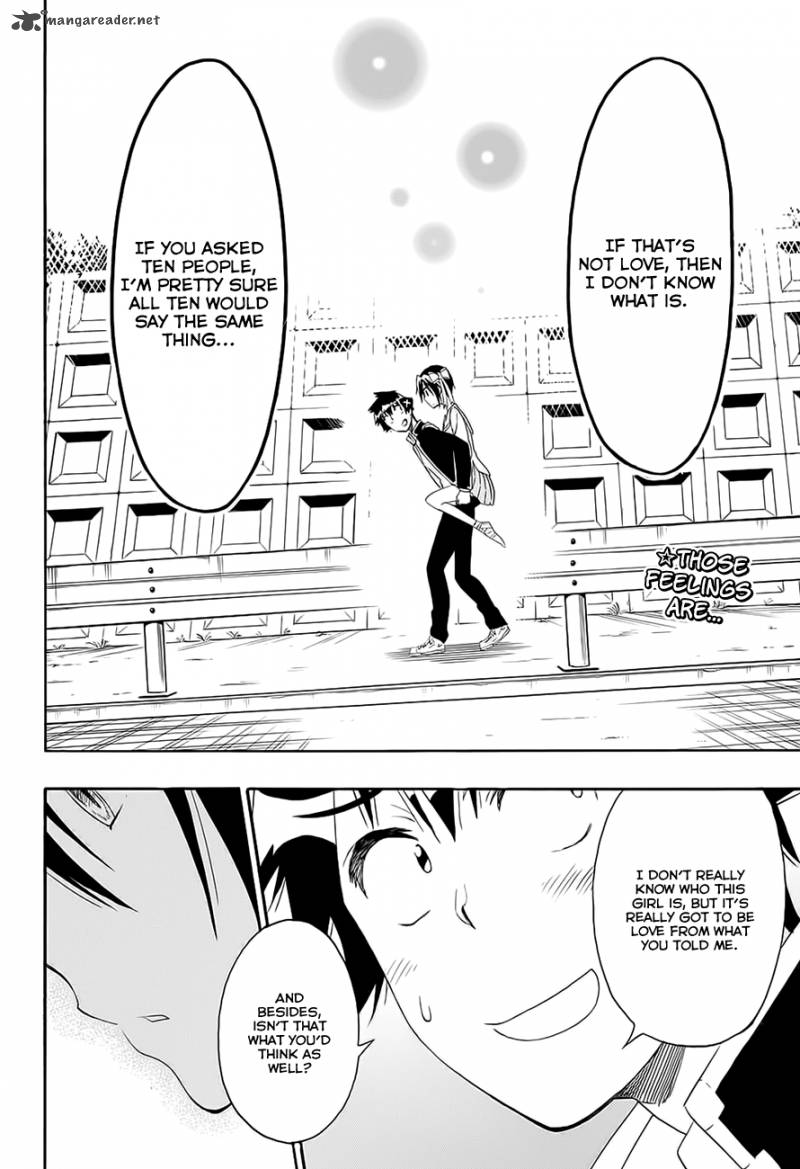 mangareader.net
IF THAT'S
NOT LOVE, THEN
I DON'T KNOW
WHAT IS.
IF YOU ASKED
TEN PEOPLE,
I'M PRETTY SURE
ALL TEN WOULD
SAY THE SAME
THING...
☆THOSE
FEELINGS
ARE...
I DON'T REALLY
KNOW WHO THIS
GIRL IS, BUT IT'S
REALLY GOT TO BE
LOVE FROM WHAT
YOU TOLD ME.
AND
BESIDES,
ISN'T THAT
WHAT YOU'D
THINK AS
WELL?